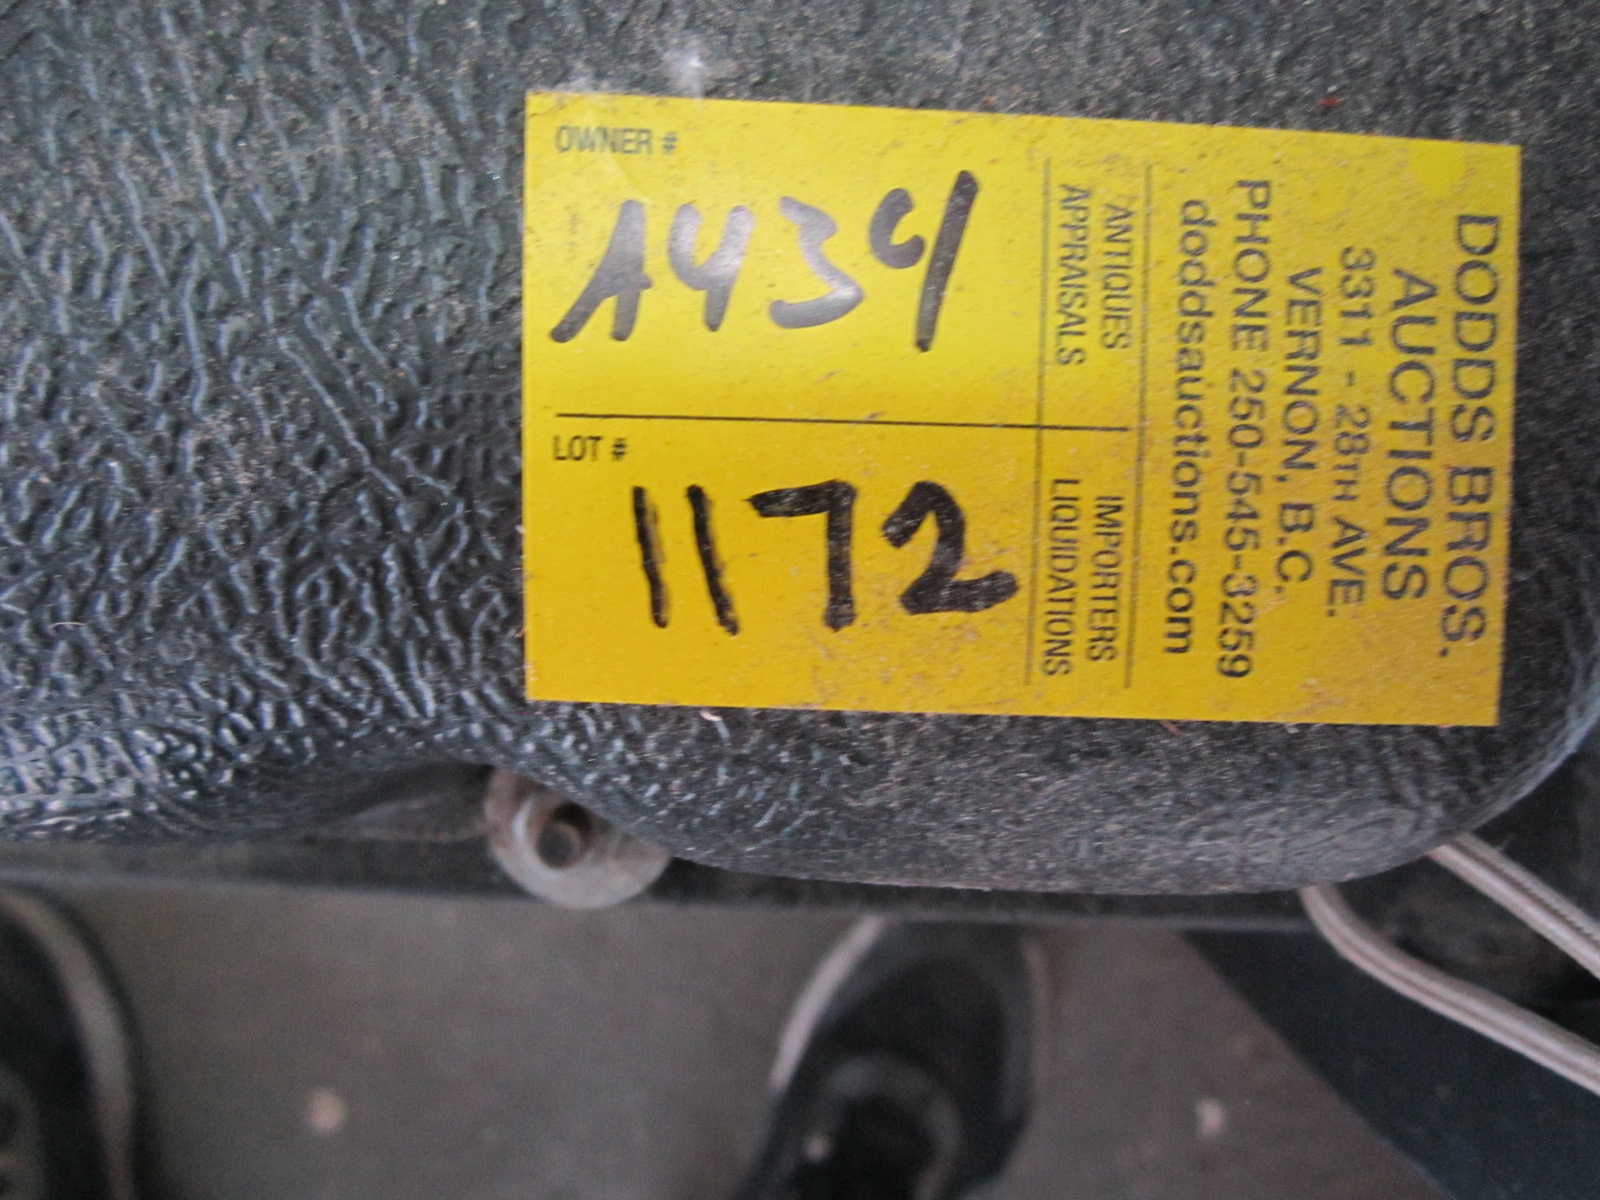 DODDS BROS.
AUCTIONS
3311 - 28TH AVE.
VERNON, B.C.
PHONE 250-545-3259
doddsauctions.com
ANTIQUES IMPORTERS
APPRAISALS LIQUIDATIONS
OWNER #
A439
LOT #
1172